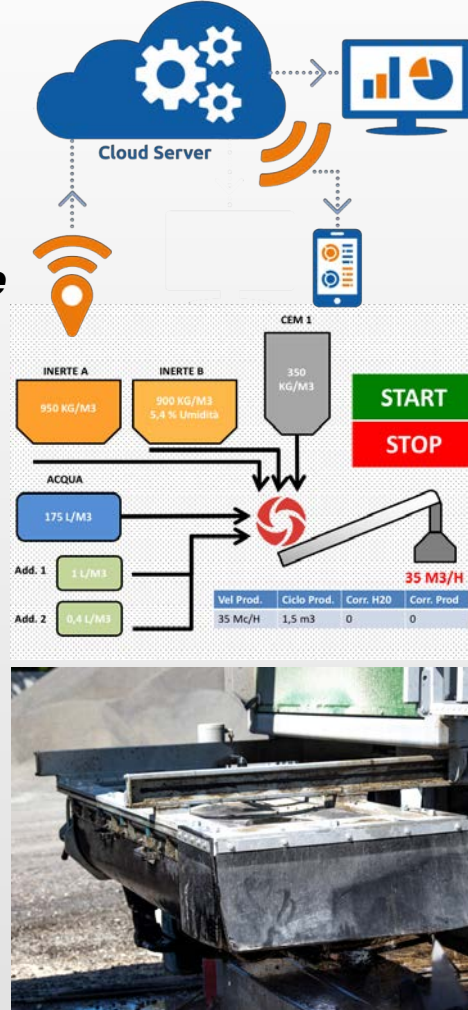 Cloud Server
e
CEM 1
INERTE A
INERTE B
350
KG/M3
950 KG/M3
900 KG/M3
5,4 % Umidità
START
STOP
ACQUA
175 L/M3
Add. 1
1 L/M3
35 M3/H
Add. 2
0,4 L/M3
Vel Prod. Ciclo Prod. Corr. H20 Corr. Prod
35 Mc/H 1,5 m3 0 0